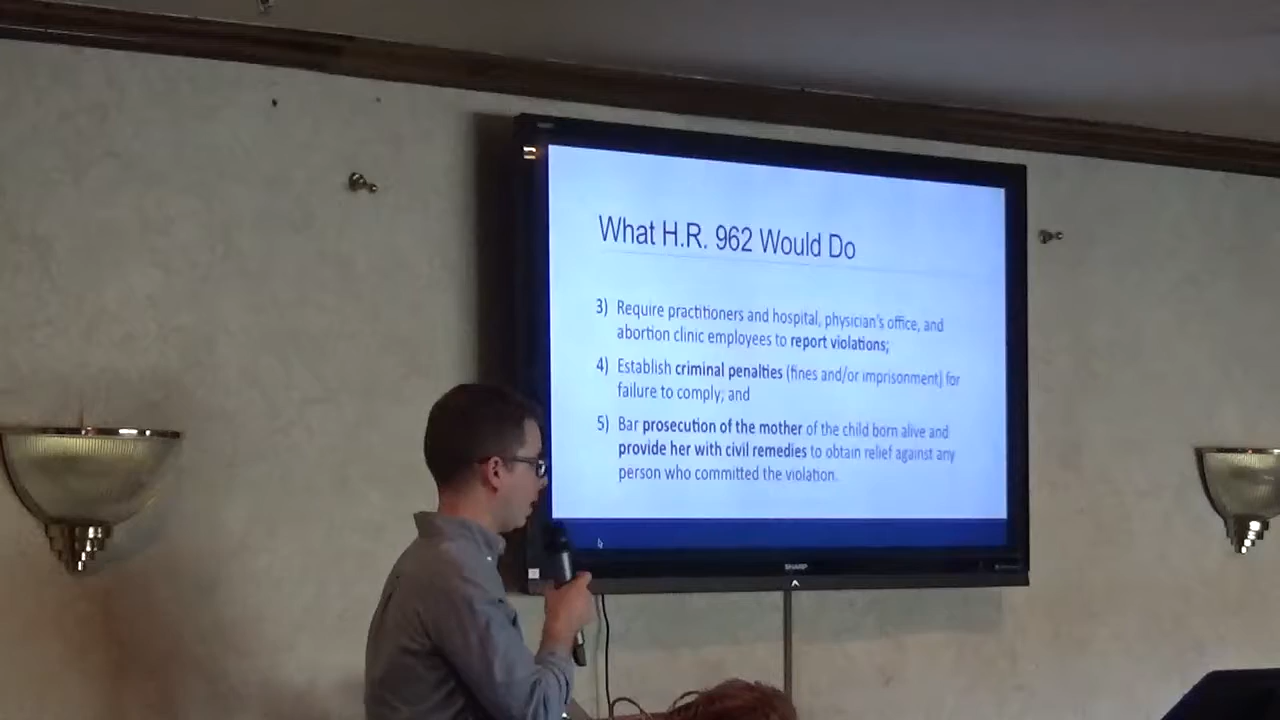 What H.R. 962 Would Do
3) Require practitioners and hospital, physician's office, and
abortion clinic employees to report violations;
4) Establish criminal penalties (fines and/or imprisonment) for
failure to comply; and
5) Bar prosecution of the mother of the child born alive and
provide her with civil remedies to obtain relief against any
person who committed the violation.
SHARP